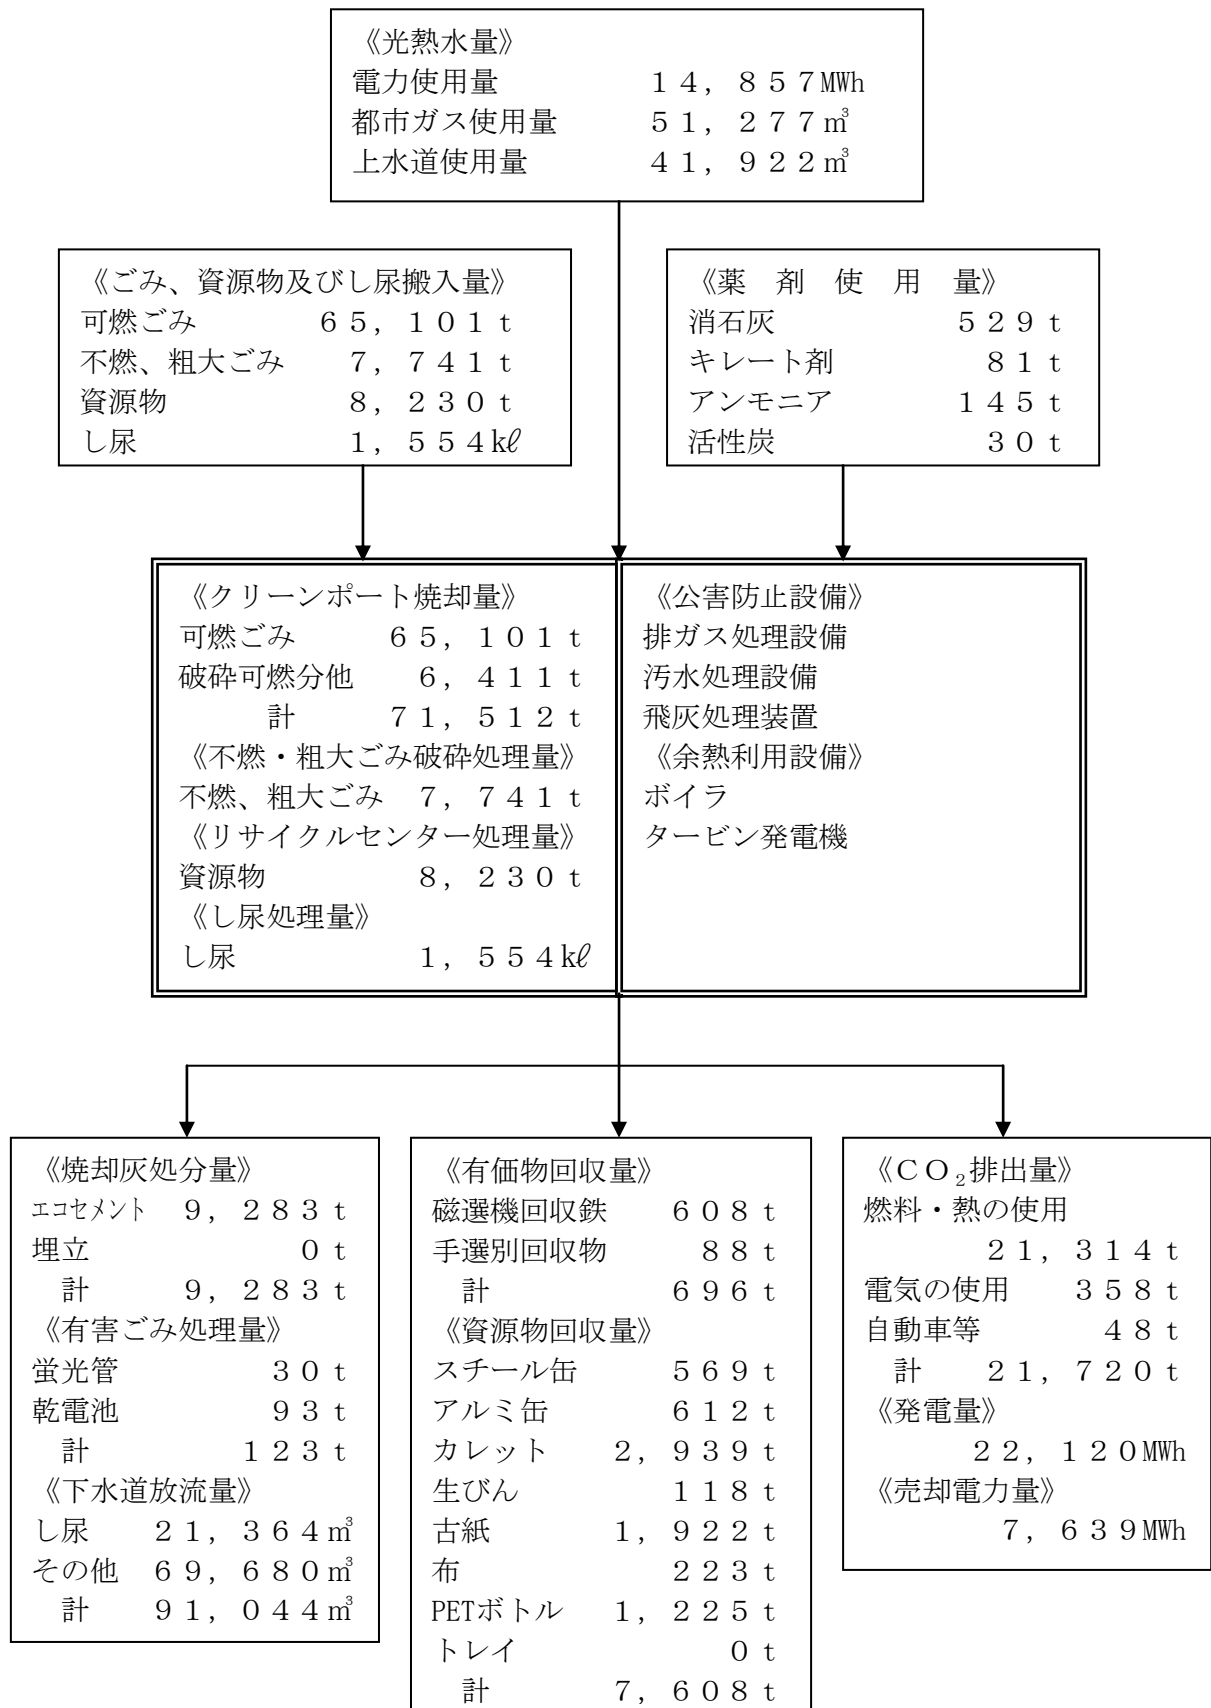 《光熱水量》
電力使用量　１４，８５７MWh
都市ガス使用量　５１，２７７㎥
上水道使用量　４１，９２２㎥
《ごみ、資源物及びし尿搬入量》
可燃ごみ　６５，１０１ｔ
不燃、粗大ごみ　７，７４１ｔ
資源物　８，２３０ｔ
し尿　１，５５４kℓ
《薬　剤　使　用　量》
消石灰　５２９ｔ
キレート剤　８１ｔ
アンモニア　１４５ｔ
活性炭　３０ｔ
《クリーンポート焼却量》
可燃ごみ　６５，１０１ｔ
破砕可燃分他　６，４１１ｔ
計　７１，５１２ｔ
《不燃・粗大ごみ破砕処理量》
不燃、粗大ごみ　７，７４１ｔ
《リサイクルセンター処理量》
資源物　８，２３０ｔ
《し尿処理量》
し尿　１，５５４kℓ
《公害防止設備》
排ガス処理設備
汚水処理設備
飛灰処理装置
《余熱利用設備》
ボイラ
タービン発電機
《焼却灰処分量》
エコセメント　９，２８３ｔ
埋立　０ｔ
計　９，２８３ｔ
《有害ごみ処理量》
蛍光管　３０ｔ
乾電池　９３ｔ
計　１２３ｔ
《下水道放流量》
し尿　２１，３６４㎥
その他　６９，６８０㎥
計　９１，０４４㎥
《有価物回収量》
磁選機回収鉄　６０８ｔ
手選別回収物　８８ｔ
計　６９６ｔ
《資源物回収量》
スチール缶　５６９ｔ
アルミ缶　６１２ｔ
カレット　２，９３９ｔ
生びん　１１８ｔ
古紙　１，９２２ｔ
布　２２３ｔ
PETボトル　１，２２５ｔ
トレイ　０ｔ
計　７，６０８ｔ
《ＣＯ₂排出量》
燃料・熱の使用
２１，３１４ｔ
電気の使用　３５８ｔ
自動車等　４８ｔ
計　２１，７２０ｔ
《発電量》
２２，１２０MWh
《売却電力量》
７，６３９MWh